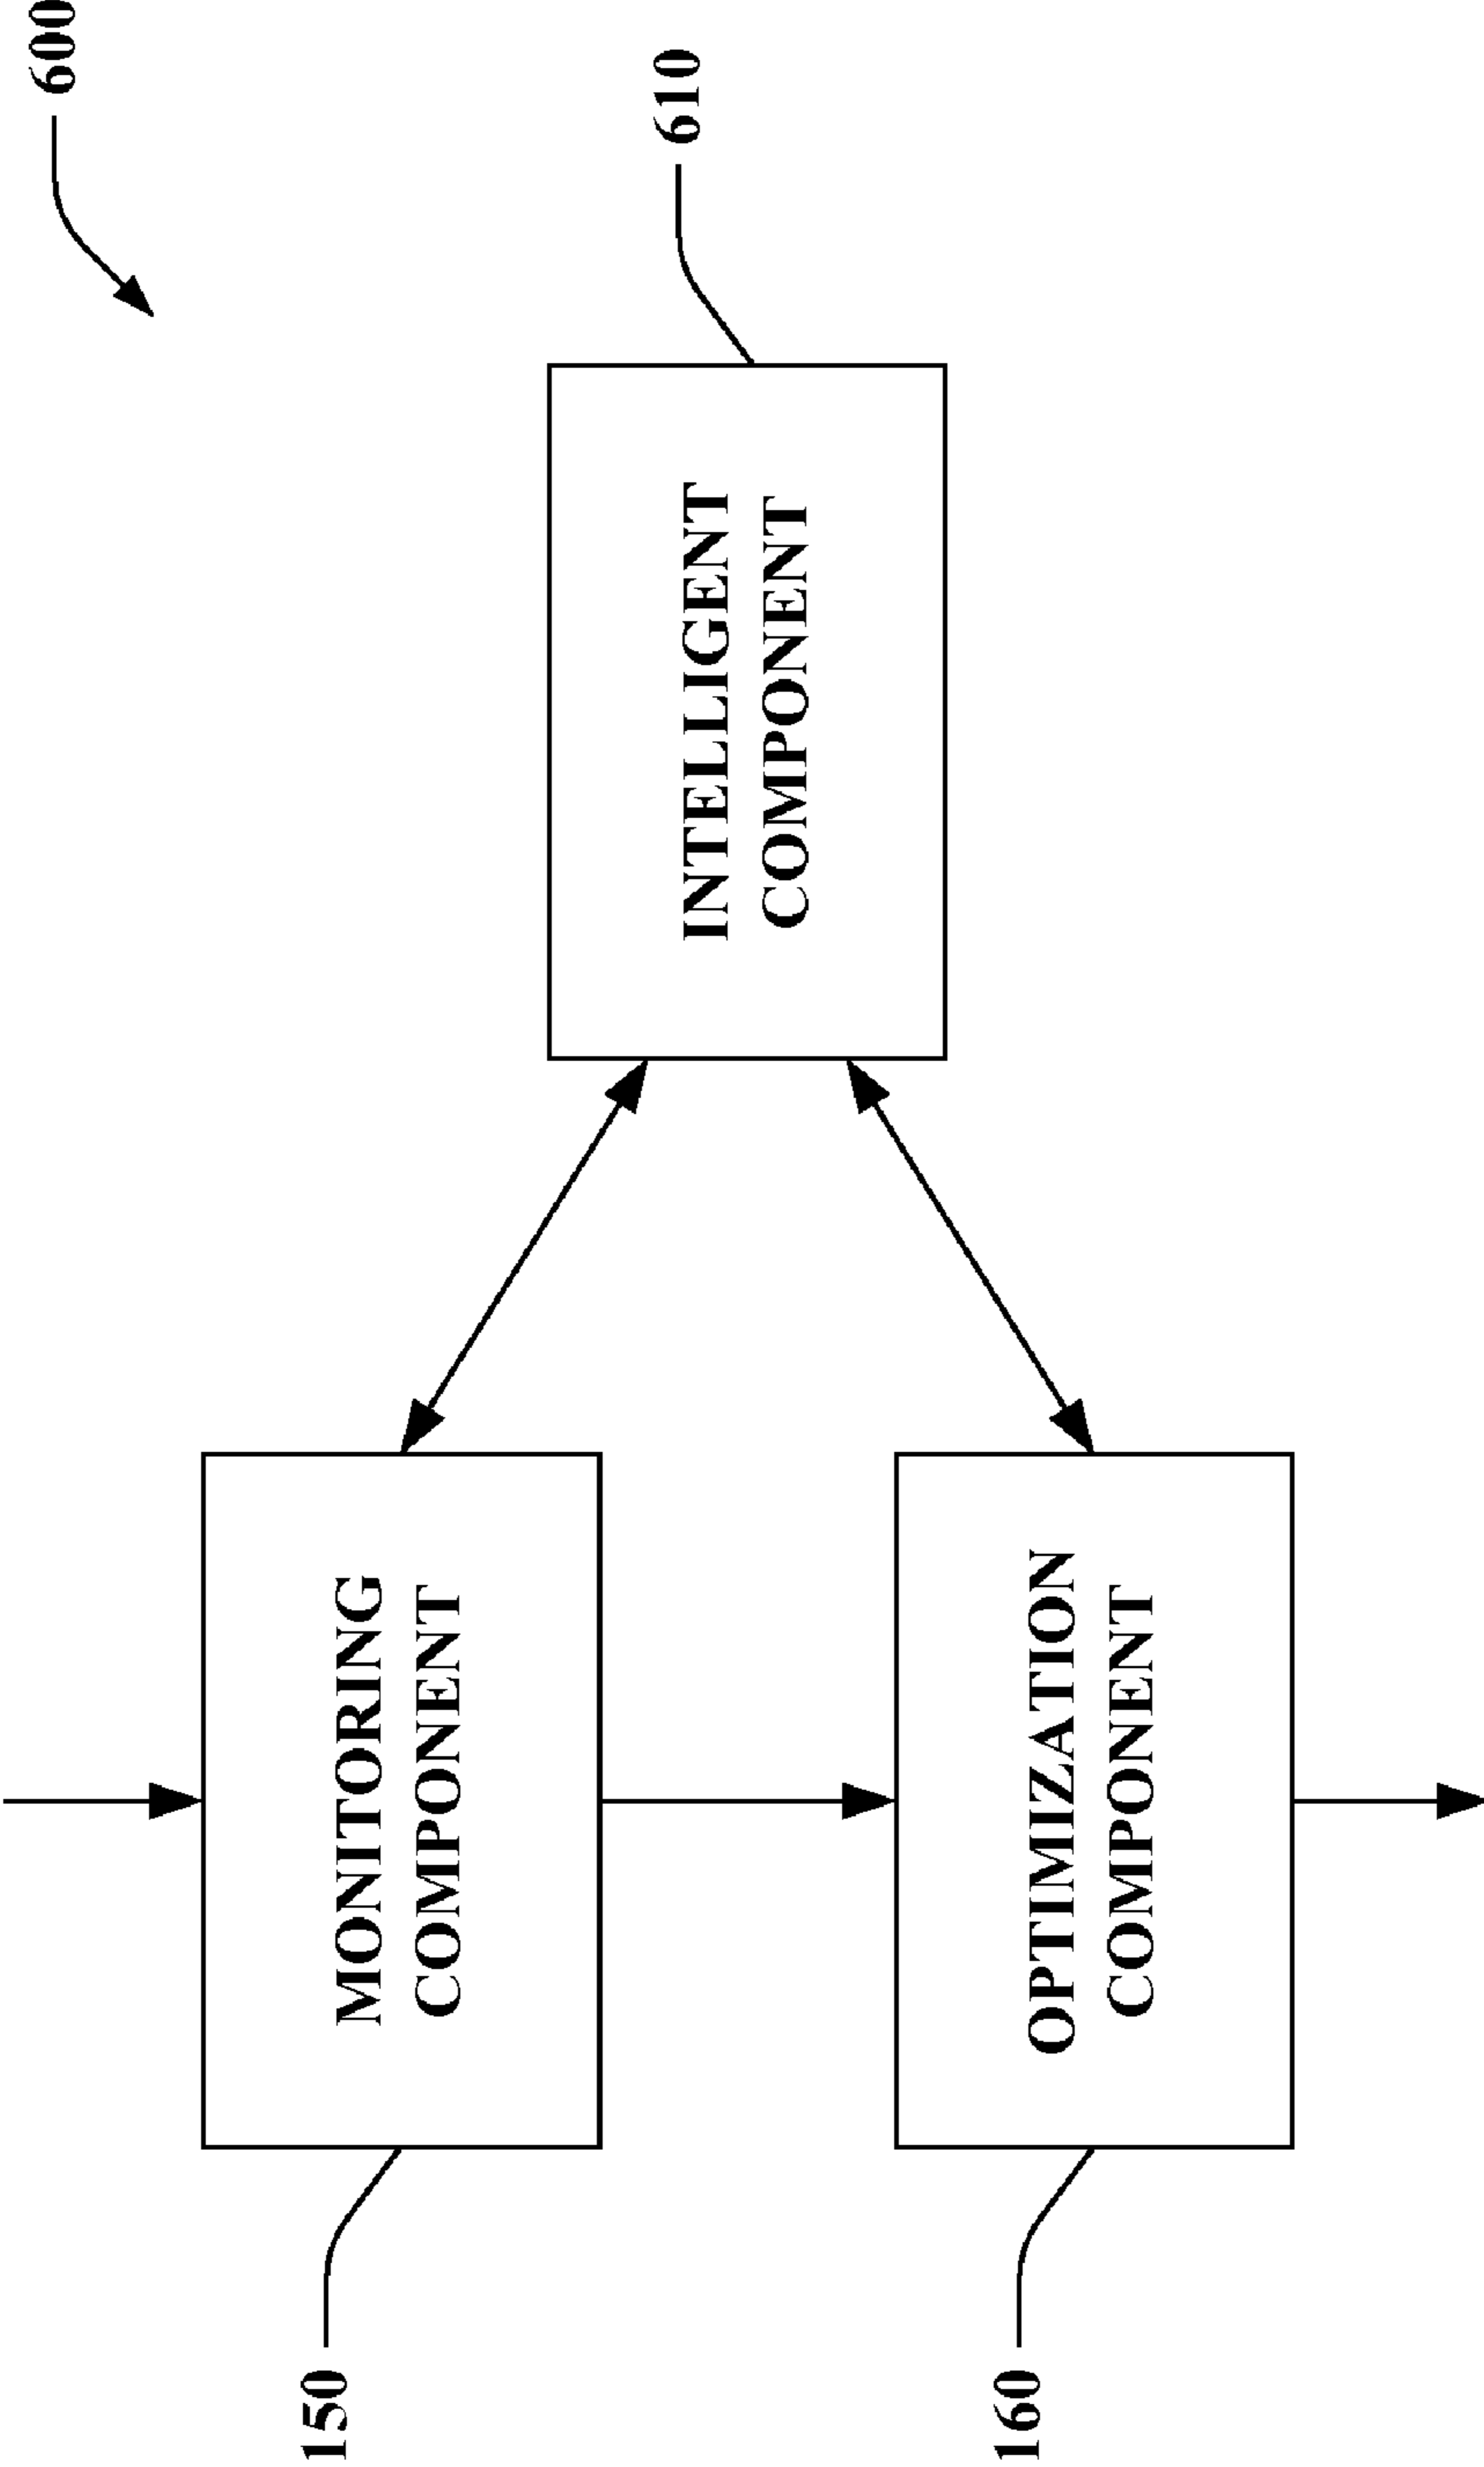 600
610
INTELLIGENT
COMPONENT
150
MONITORING
COMPONENT
160
OPTIMIZATION
COMPONENT